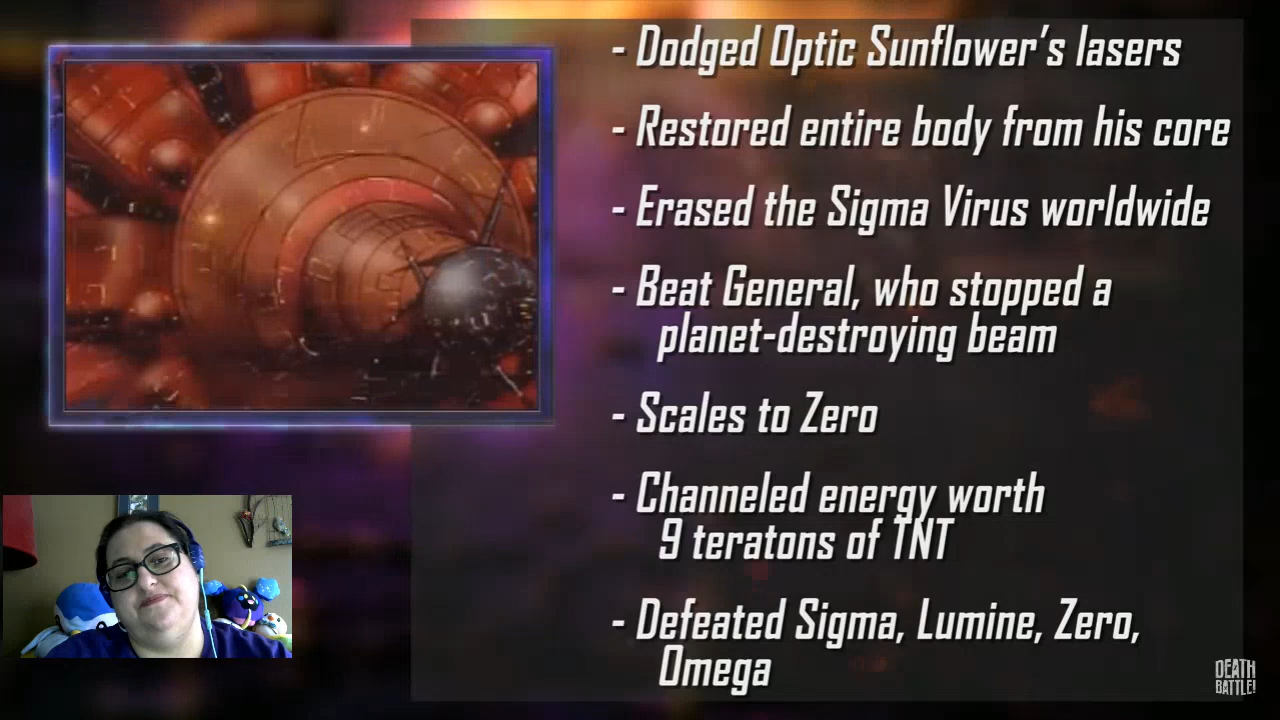 - Dodged Optic Sunflower's lasers
- Restored entire body from his core
- Erased the Sigma Virus worldwide
- Beat General, who stopped a
planet-destroying beam
- Scales to Zero
- Channeled energy worth
9 teratons of TNT
- Defeated Sigma, Lumine, Zero,
Omega
DEATH
BATTLE!